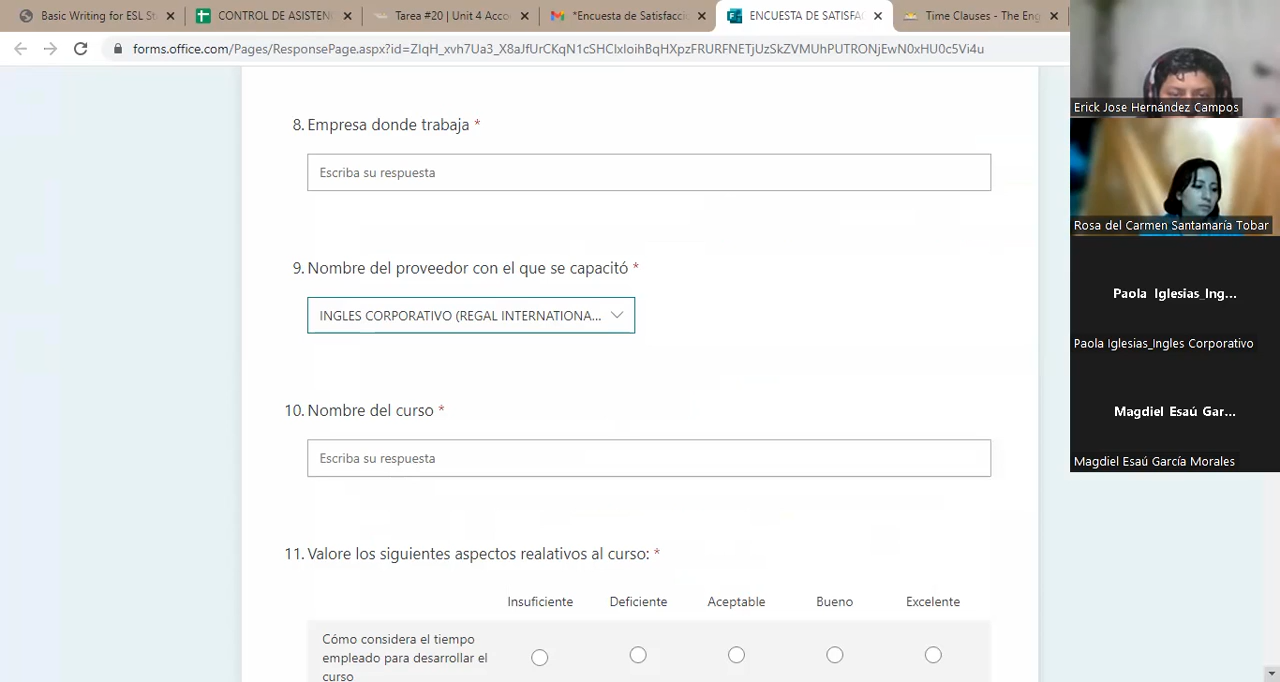 Basic Writing for ESL St
CONTROL DE ASISTENC
Tarea #20 | Unit 4 Acco
*Encuesta de Satisfacci
ENCUESTA DE SATISFA
Time Clauses - The Eng
forms.office.com/Pages/ResponsePage.aspx?id=ZIqH_xvh7Ua3_X8aJfUrCKqN1cSHCIxIoihBqHXpzFRURFNETjUzSkZVMUhPUTRONjEwN0xHU0c5Vi4u
8. Empresa donde trabaja *
Escriba su respuesta
9. Nombre del proveedor con el que se capacitó *
INGLES CORPORATIVO (REGAL INTERNATIONA...
10. Nombre del curso *
Escriba su respuesta
11. Valore los siguientes aspectos realativos al curso: *
Insuficiente Deficiente Aceptable Bueno Excelente
Cómo considera el tiempo
empleado para desarrollar el
curso
Erick Jose Hernández Campos
Rosa del Carmen Santamaría Tobar
Paola Iglesias_Ing...
Paola Iglesias_Ingles Corporativo
Magdiel Esaú Gar...
Magdiel Esaú García Morales